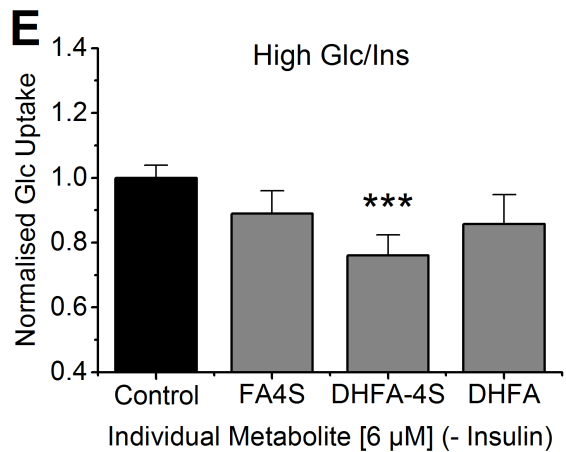 E
High Glc/Ins
Normalised Glc Uptake
1.4
1.2
1.0
0.8
0.6
0.4
***
Control FA4S DHFA-4S DHFA
Individual Metabolite [6 µM] (- Insulin)